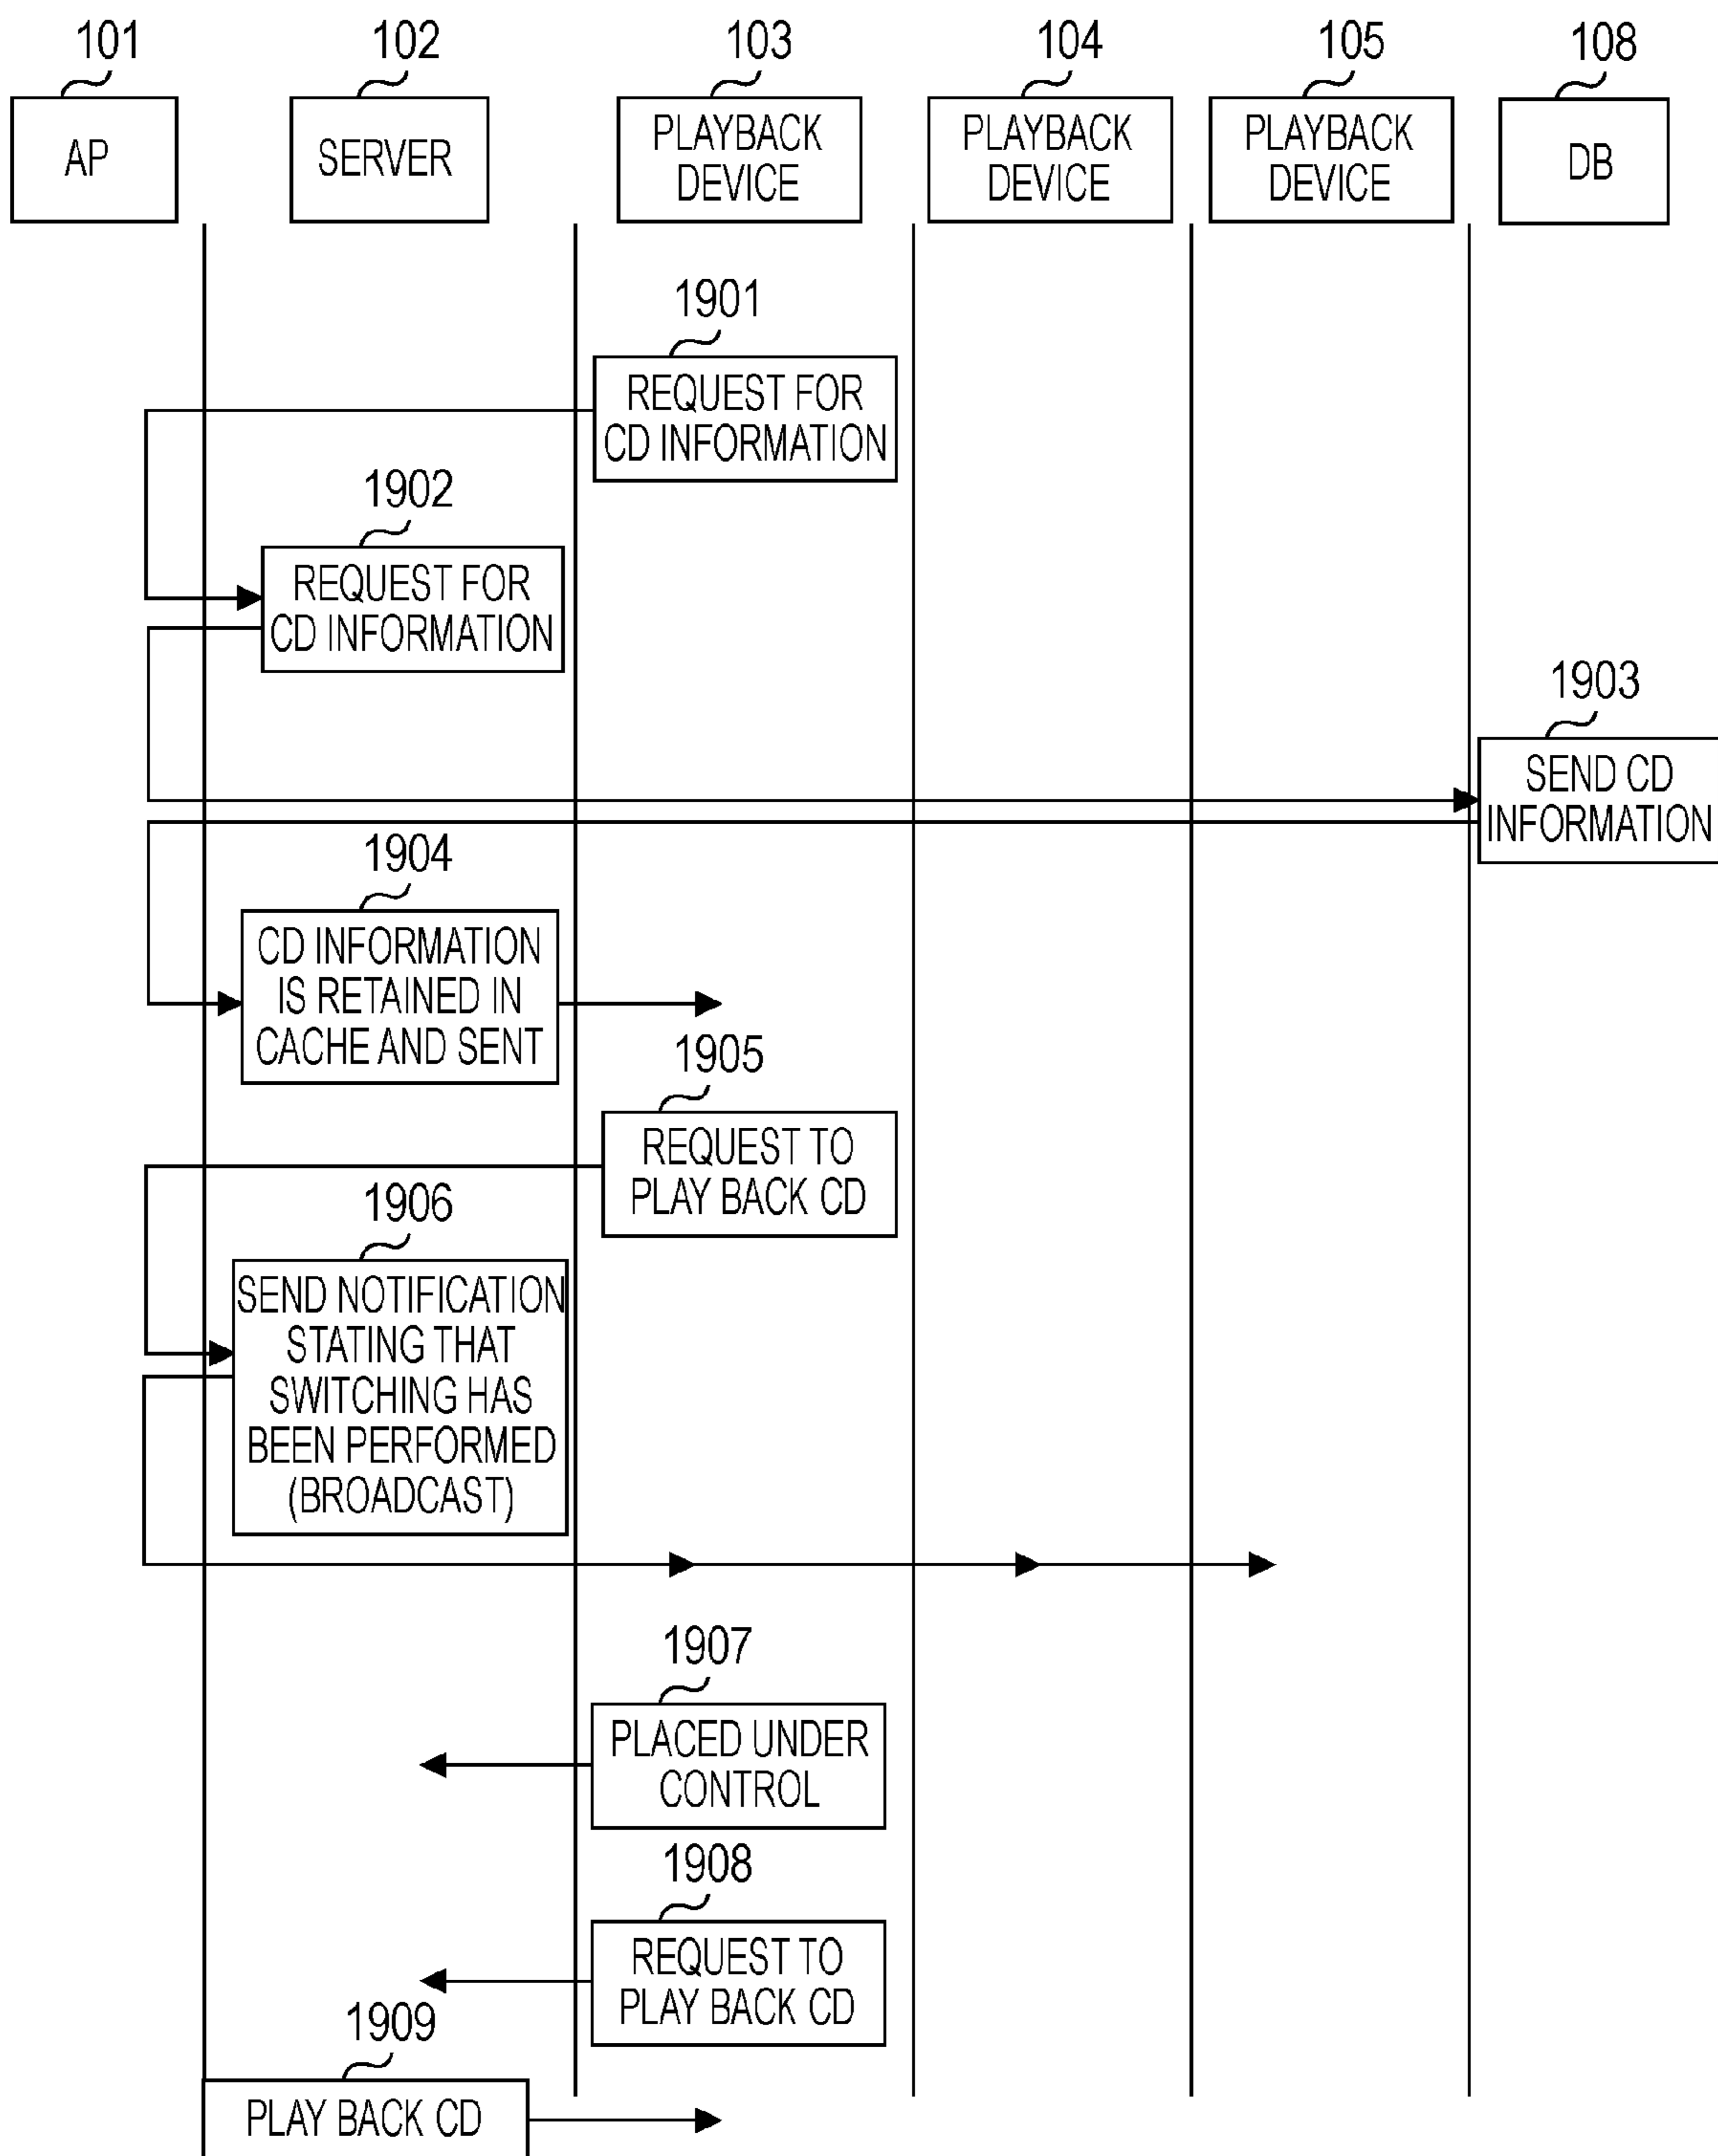 101
102
103
104
105
108
AP
SERVER
PLAYBACK
DEVICE
PLAYBACK
DEVICE
PLAYBACK
DEVICE
DB
1901
REQUEST FOR
CD INFORMATION
1902
REQUEST FOR
CD INFORMATION
1903
SEND CD
INFORMATION
1904
CD INFORMATION
IS RETAINED IN
CACHE AND SENT
1905
REQUEST TO
PLAY BACK CD
1906
SEND NOTIFICATION
STATING THAT
SWITCHING HAS
BEEN PERFORMED
(BROADCAST)
1907
PLACED UNDER
CONTROL
1908
REQUEST TO
PLAY BACK CD
1909
PLAY BACK CD